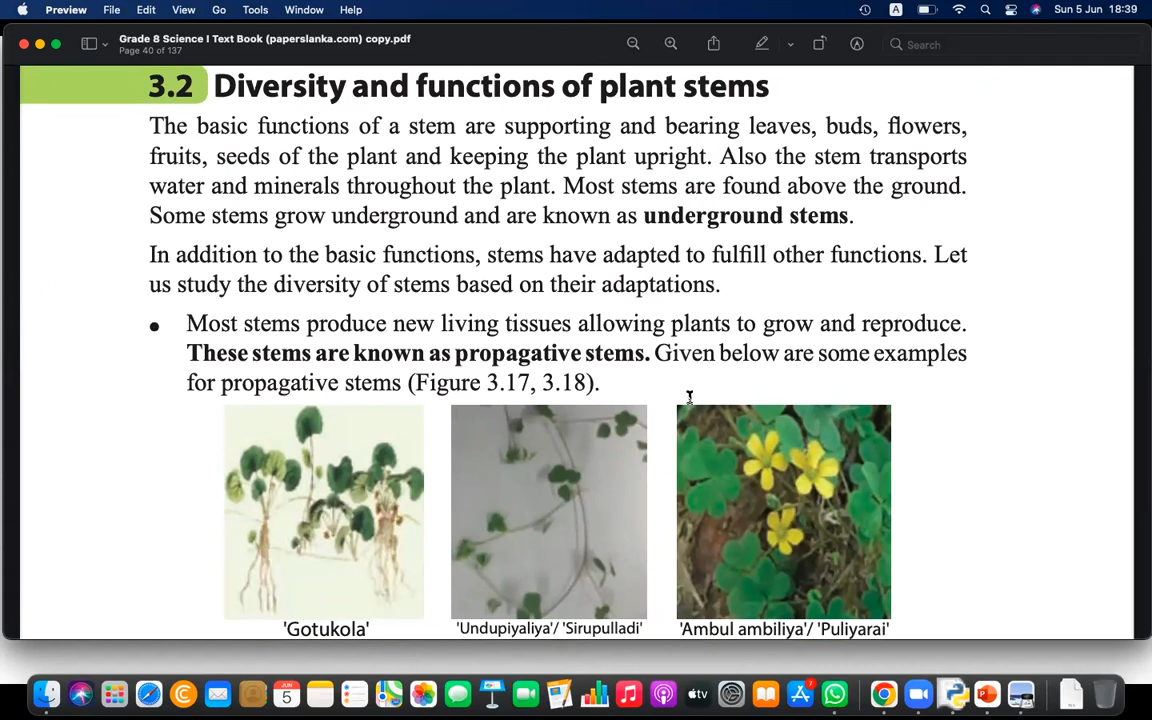 Preview File Edit View Go Tools Window Help A Sun 5 Jun 18:39
Grade 8 Science I Text Book (paperslanka.com) copy.pdf
Page 40 of 137
Search
3.2 Diversity and functions of plant stems
The basic functions of a stem are supporting and bearing leaves, buds, flowers,
fruits, seeds of the plant and keeping the plant upright. Also the stem transports
water and minerals throughout the plant. Most stems are found above the ground.
Some stems grow underground and are known as underground stems.
In addition to the basic functions, stems have adapted to fulfill other functions. Let
us study the diversity of stems based on their adaptations.
• Most stems produce new living tissues allowing plants to grow and reproduce.
These stems are known as propagative stems. Given below are some examples
for propagative stems (Figure 3.17, 3.18).
'Gotukola' 'Undupiyaliya'/ 'Sirupulladi' 'Ambul ambiliya'/ 'Puliyarai'
JUN
5
tv